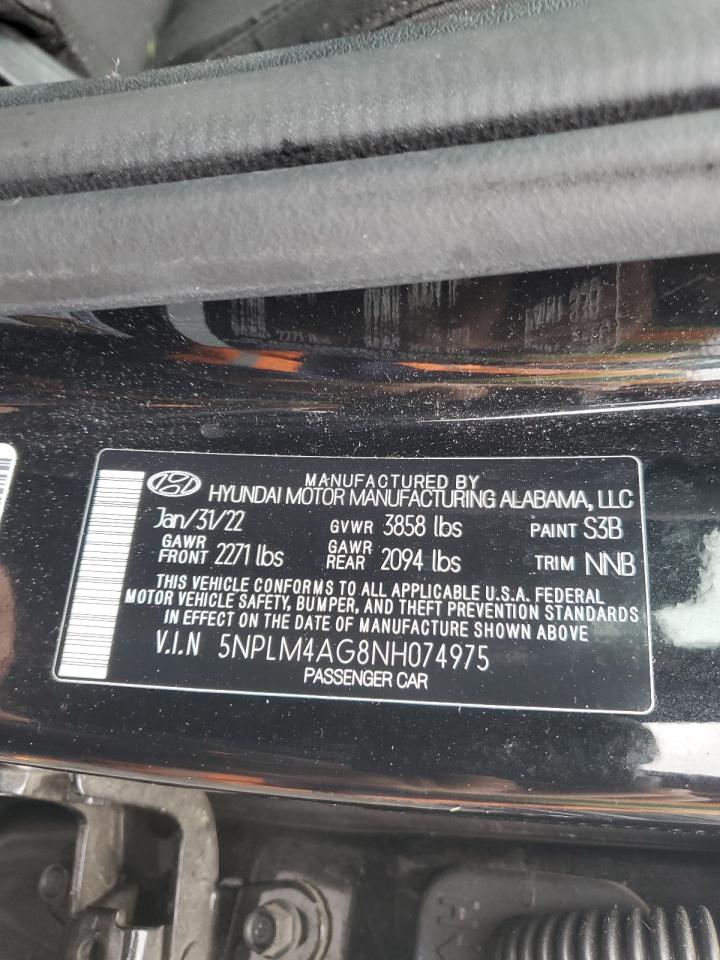 MANUFACTURED BY
HYUNDAI MOTOR MANUFACTURING ALABAMA, LLC
Jan/31/22 GVWR 3858 lbs PAINT S3B
GAWR FRONT 2271 lbs GAWR REAR 2094 lbs TRIM NNB
THIS VEHICLE CONFORMS TO ALL APPLICABLE U.S.A. FEDERAL
MOTOR VEHICLE SAFETY, BUMPER, AND THEFT PREVENTION STANDARDS
IN EFFECT ON THE DATE OF MANUFACTURE SHOWN ABOVE
V.I.N 5NPLM4AG8NH074975
PASSENGER CAR